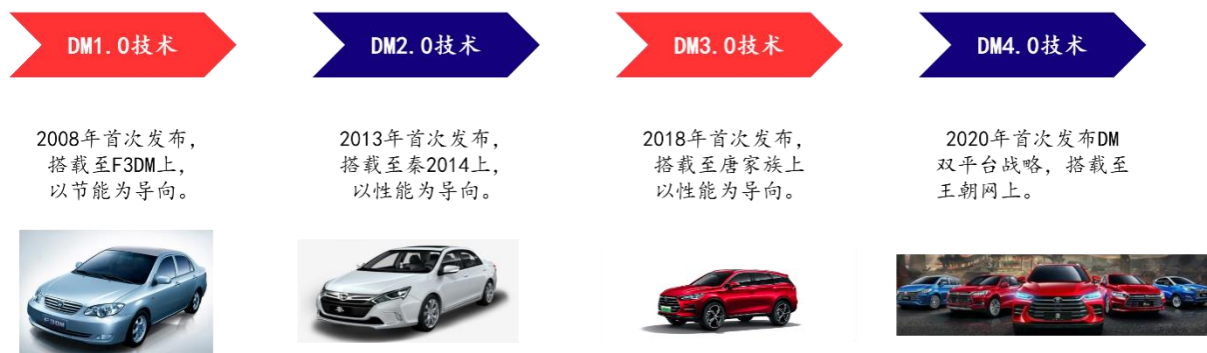 DM1.0技术
DM2.0技术
DM3.0技术
DM4.0技术
2008年首次发布，
搭载至F3DM上，
以节能为导向。
2013年首次发布，
搭载至秦2014上，
以性能为导向。
2018年首次发布，
搭载至唐家族上
以性能为导向。
2020年首次发布DM
双平台战略，搭载至
王朝网上。
F3DM